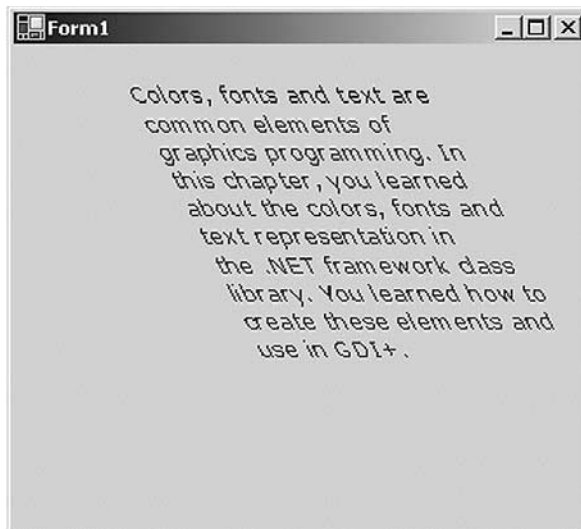 Form1
Colors, fonts and text are
common elements of
graphics programming. In
this chapter, you learned
about the colors, fonts and
text representation in
the .NET framework class
library. You learned how to
create these elements and
use in GDI+.